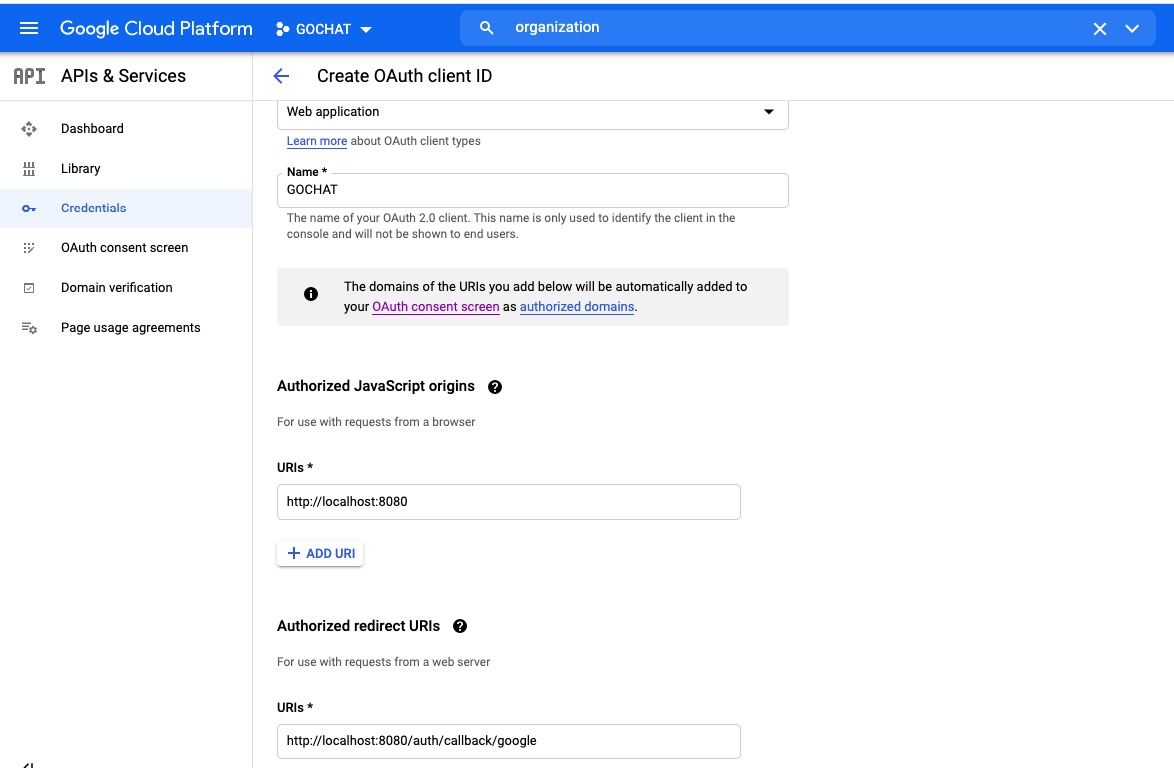 Google Cloud Platform
GOCHAT
organization
API
APIs & Services
Create OAuth client ID
Dashboard
Library
Credentials
OAuth consent screen
Domain verification
Page usage agreements
Web application
Learn more about OAuth client types
Name *
GOCHAT
The name of your OAuth 2.0 client. This name is only used to identify the client in the
console and will not be shown to end users.
The domains of the URIs you add below will be automatically added to
your OAuth consent screen as authorized domains.
Authorized JavaScript origins
For use with requests from a browser
URIs *
http://localhost:8080
ADD URI
Authorized redirect URIs
For use with requests from a web server
URIs *
http://localhost:8080/auth/callback/google